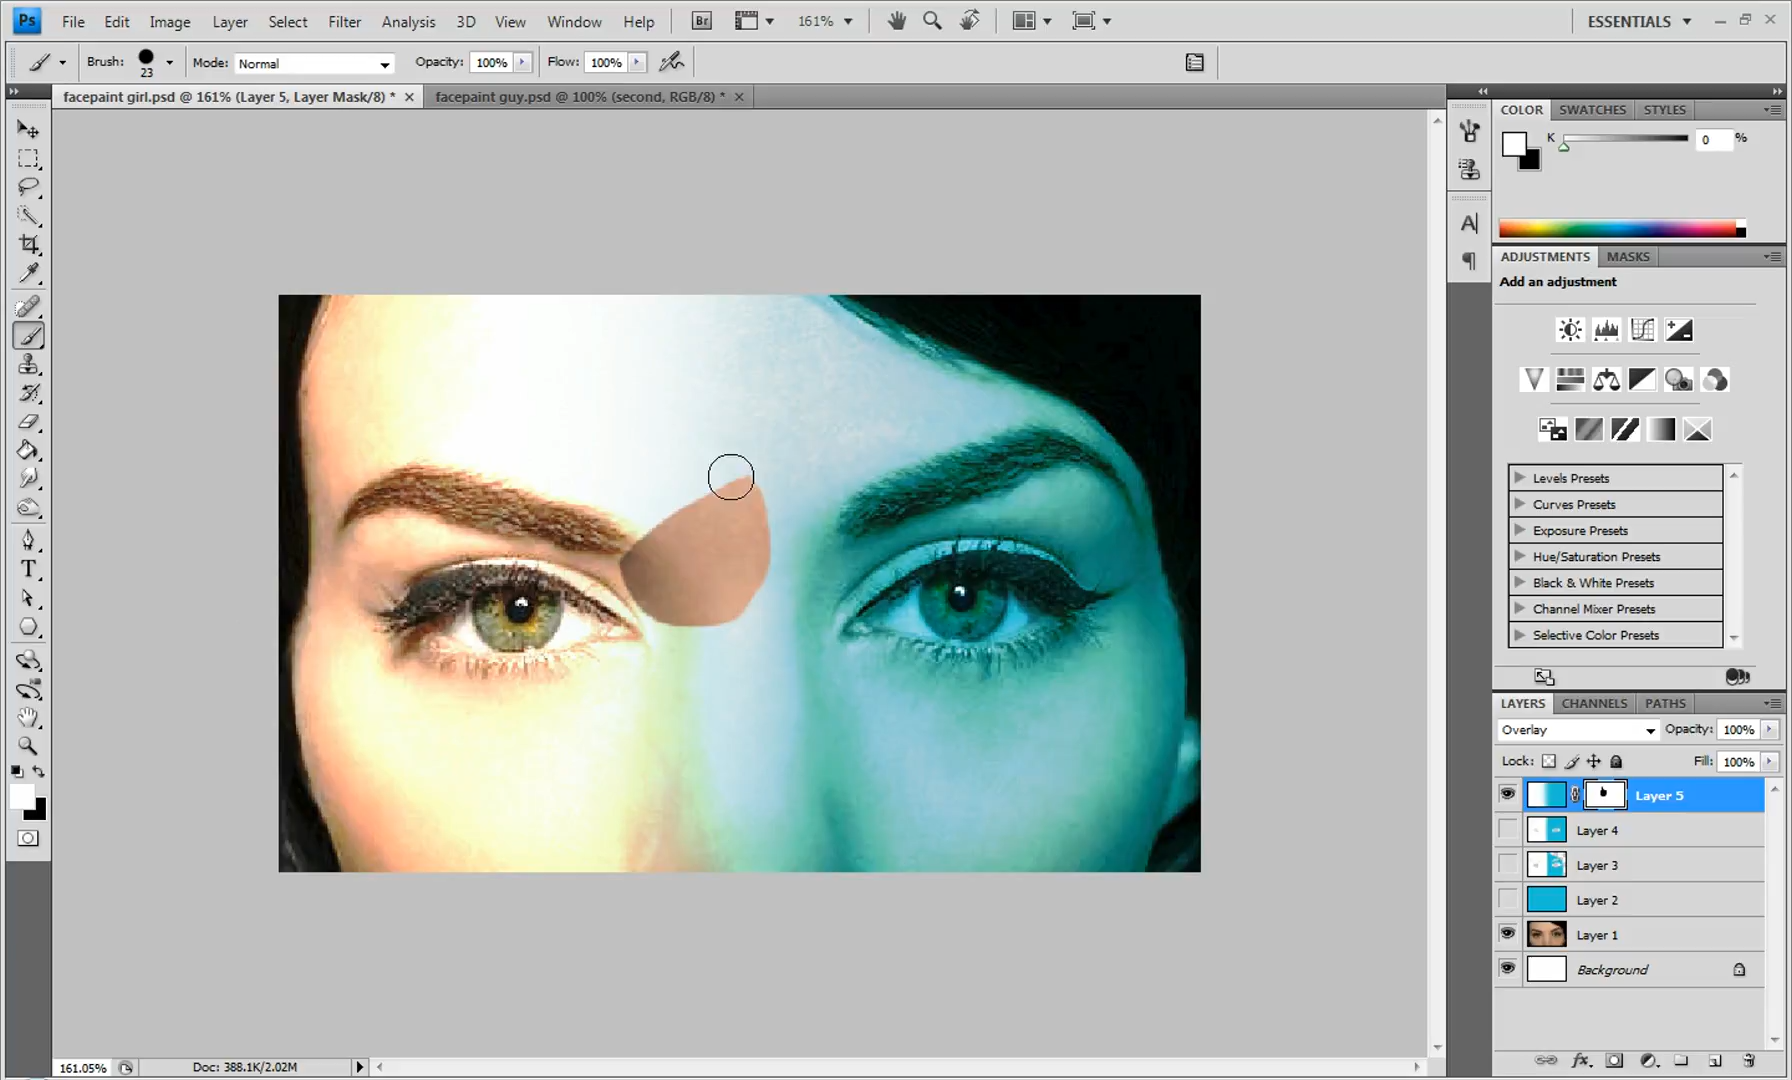 Ps File Edit Image Layer Select Filter Analysis 3D View Window Help Br 161% ESSENTIALS
Brush: 23 Mode: Normal Opacity: 100% Flow: 100%
facepaint girl.psd @ 161% (Layer 5, Layer Mask/8) * facepaint guy.psd @ 100% (second, RGB/8) *
COLOR SWATCHES STYLES
K 0 %
A
T
ADJUSTMENTS MASKS
Add an adjustment
Levels Presets
Curves Presets
Exposure Presets
Hue/Saturation Presets
Black & White Presets
Channel Mixer Presets
Selective Color Presets
LAYERS CHANNELS PATHS
Overlay Opacity: 100%
Lock: Fill: 100%
Layer 5
Layer 4
Layer 3
Layer 2
Layer 1
Background
fx
161.05% Doc: 388.1K/2.02M